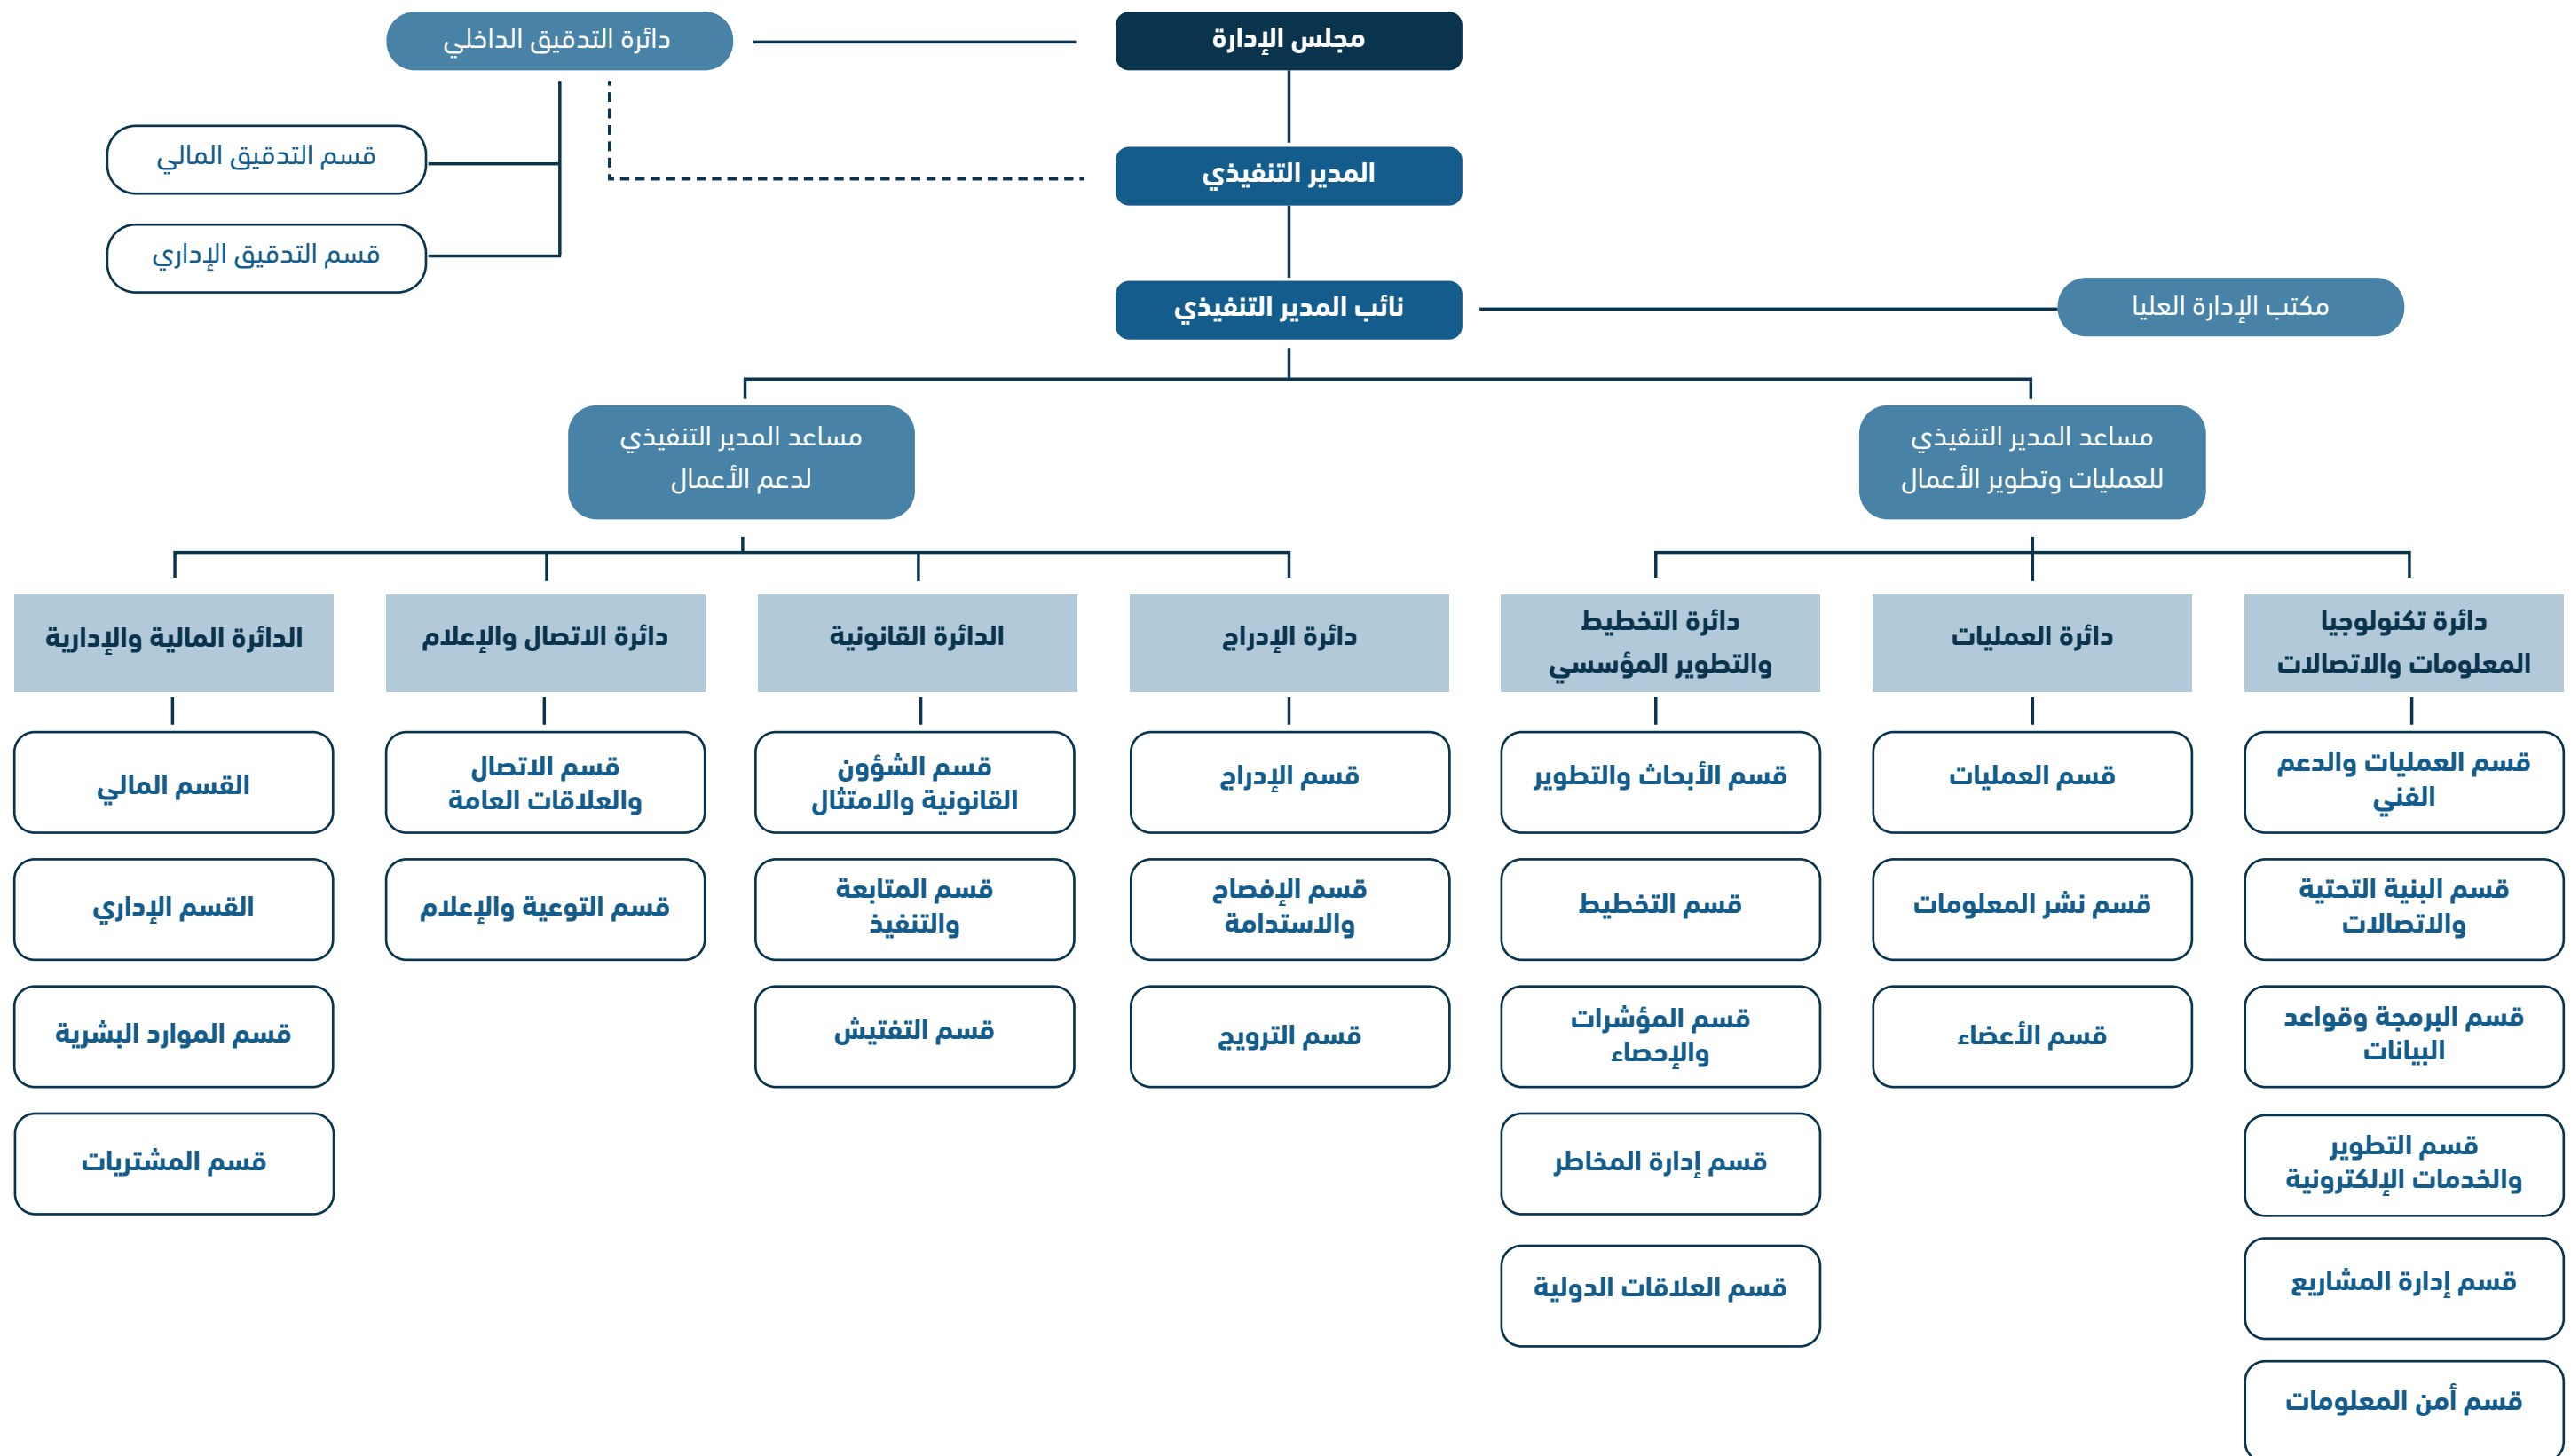 مجلس الإدارة
دائرة التدقيق الداخلي
قسم التدقيق المالي
قسم التدقيق الإداري
المدير التنفيذي
نائب المدير التنفيذي
مكتب الإدارة العليا
مساعد المدير التنفيذي
للعمليات وتطوير الأعمال
مساعد المدير التنفيذي
لدعم الأعمال
دائرة تكنولوجيا
المعلومات والاتصالات
قسم العمليات والدعم
الفني
قسم البنية التحتية
والاتصالات
قسم البرمجة وقواعد
البيانات
قسم التطوير
والخدمات الإلكترونية
قسم إدارة المشاريع
قسم أمن المعلومات
دائرة العمليات
قسم العمليات
قسم نشر المعلومات
قسم الأعضاء
دائرة التخطيط
والتطوير المؤسسي
قسم الأبحاث والتطوير
قسم التخطيط
قسم المؤشرات
والإحصاء
قسم إدارة المخاطر
قسم العلاقات الدولية
دائرة الإدراج
قسم الإدراج
قسم الإفصاح
والاستدامة
قسم الترويج
الدائرة القانونية
قسم الشؤون
القانونية والامتثال
قسم المتابعة
والتنفيذ
قسم التفتيش
دائرة الاتصال والإعلام
قسم الاتصال
والعلاقات العامة
قسم التوعية والإعلام
الدائرة المالية والإدارية
القسم المالي
القسم الإداري
قسم الموارد البشرية
قسم المشتريات